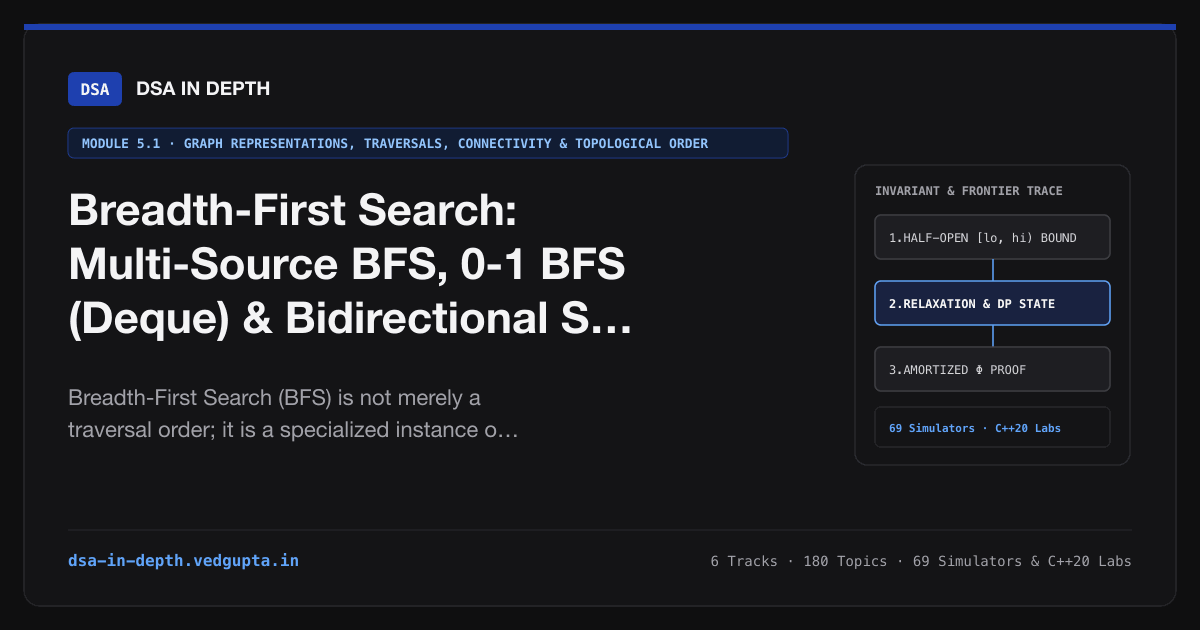 DSA
DSA IN DEPTH
MODULE 5.1 · GRAPH REPRESENTATIONS, TRAVERSALS, CONNECTIVITY & TOPOLOGICAL ORDER
Breadth-First Search:
Multi-Source BFS, 0-1 BFS
(Deque) & Bidirectional S...
Breadth-First Search (BFS) is not merely a
traversal order; it is a specialized instance o...
INVARIANT & FRONTIER TRACE
1.HALF-OPEN [lo, hi) BOUND
2.RELAXATION & DP STATE
3.AMORTIZED Φ PROOF
69 Simulators · C++20 Labs
dsa-in-depth.vedgupta.in
6 Tracks · 180 Topics · 69 Simulators & C++20 Labs